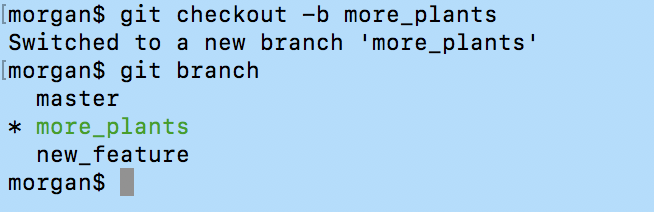 [morgan$ git checkout -b more_plants
Switched to a new branch 'more_plants'
[morgan$ git branch
  master
* more_plants
  new_feature
morgan$